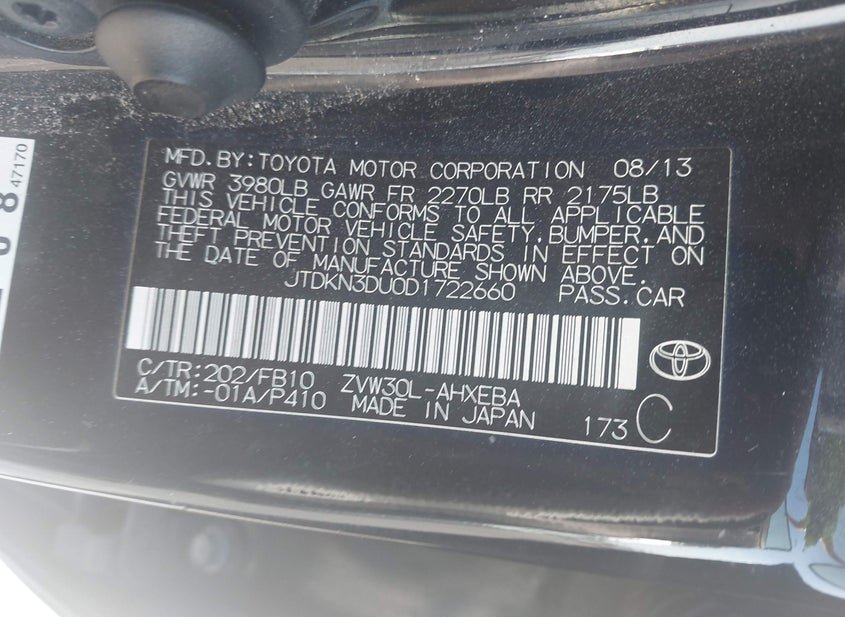 MFD. BY: TOYOTA MOTOR CORPORATION 08/13
GVWR 3980LB GAWR FR 2270LB RR 2175LB
THIS VEHICLE CONFORMS TO ALL APPLICABLE
FEDERAL MOTOR VEHICLE SAFETY, BUMPER, AND
THEFT PREVENTION STANDARDS IN EFFECT ON
THE DATE OF MANUFACTURE SHOWN ABOVE.
JTDKN3DU0D1722660 PASS. CAR
C/TR: 202/FB10 ZVW30L-AHXEBA
A/TM: -01A/P410 MADE IN JAPAN 173 C
47170